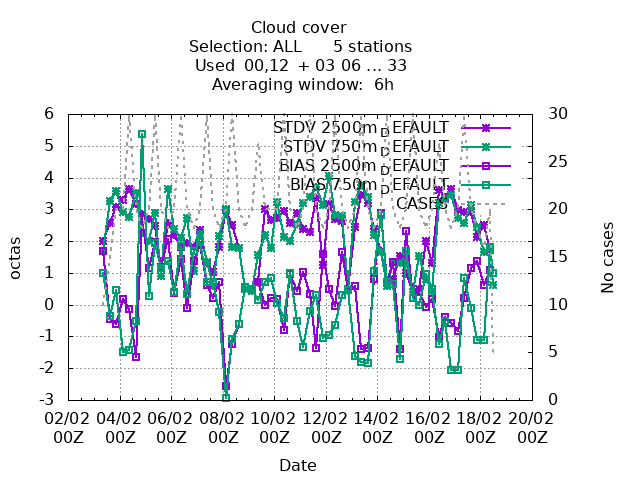 Cloud cover
Selection: ALL 5 stations
Used 00,12 + 03 06 ... 33
Averaging window: 6h
6 30
STDV 2500m_DEFAULT
STDV 750m_DEFAULT
BIAS 2500m_DEFAULT
BIAS 750m_DEFAULT
CASES
5
4
3
2
1
0
-1
-2
-3
octas
25
20
15
10
5
0
No cases
02/02 04/02 06/02 08/02 10/02 12/02 14/02 16/02 18/02 20/02
00Z 00Z 00Z 00Z 00Z 00Z 00Z 00Z 00Z 00Z
Date